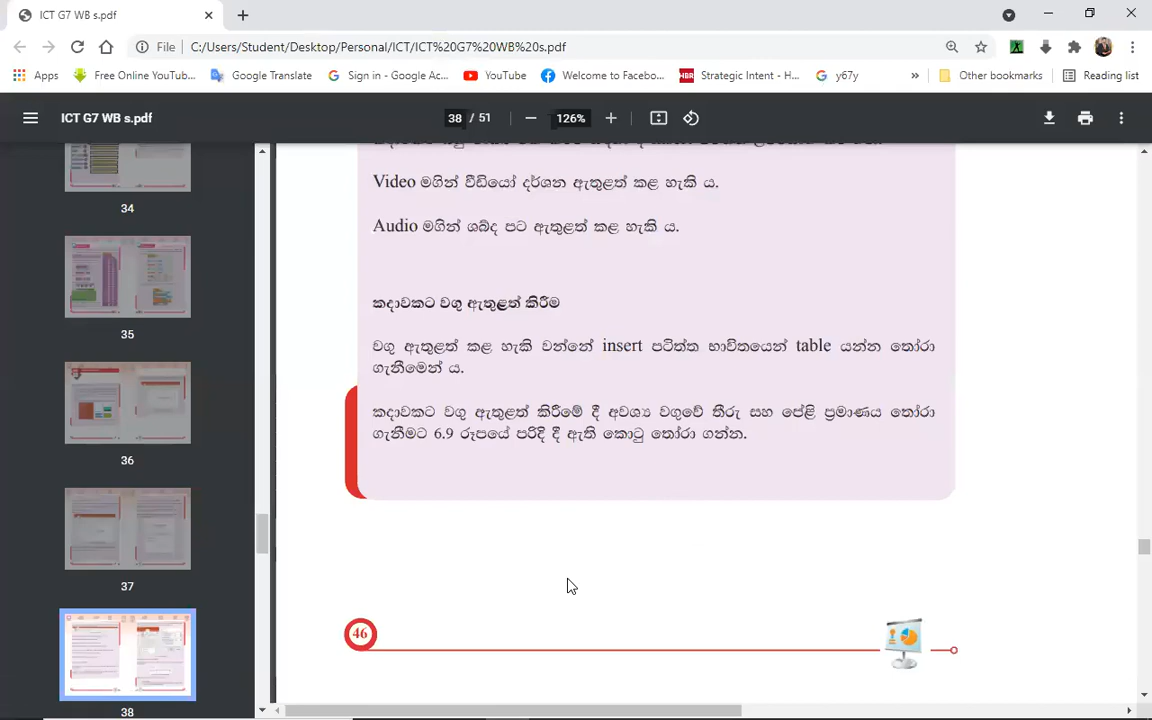 ICT G7 WB s.pdf
File
C:/Users/Student/Desktop/Personal/ICT/ICT%20G7%20WB%20s.pdf
Apps
Free Online YouTub...
Google Translate
Sign in - Google Ac...
YouTube
Welcome to Facebo...
HBR
Strategic Intent - H...
y67y
»
Other bookmarks
Reading list
ICT G7 WB s.pdf
38 / 51
126%
34
35
36
37
38
Video මගින් වීඩියෝ දර්ශන ඇතුළත් කළ හැකි ය.
Audio මගින් ශබ්ද පට ඇතුළත් කළ හැකි ය.
කදාවකට වගු ඇතුළත් කිරීම
වගු ඇතුළත් කළ හැකි වන්නේ insert පටිත්ත භාවිතයෙන් table යන්න තෝරා
ගැනීමෙන් ය.
කදාවකට වගු ඇතුළත් කිරීමේ දී අවශ්‍ය වගුවේ තීරු සහ පේළි ප්‍රමාණය තෝරා
ගැනීමට 6.9 රූපයේ පරිදි දී ඇති කොටු තෝරා ගන්න.
46